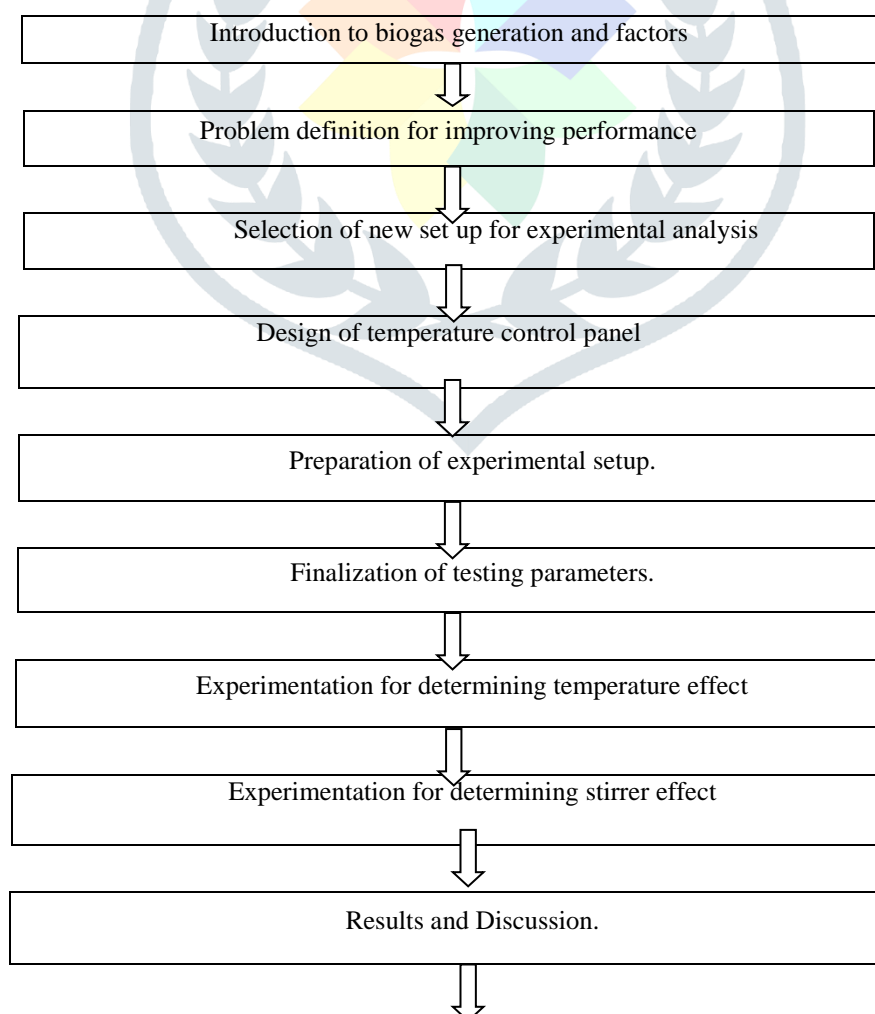 Introduction to biogas generation and factors
Problem definition for improving performance
Selection of new set up for experimental analysis
Design of temperature control panel
Preparation of experimental setup.
Finalization of testing parameters.
Experimentation for determining temperature effect
Experimentation for determining stirrer effect
Results and Discussion.